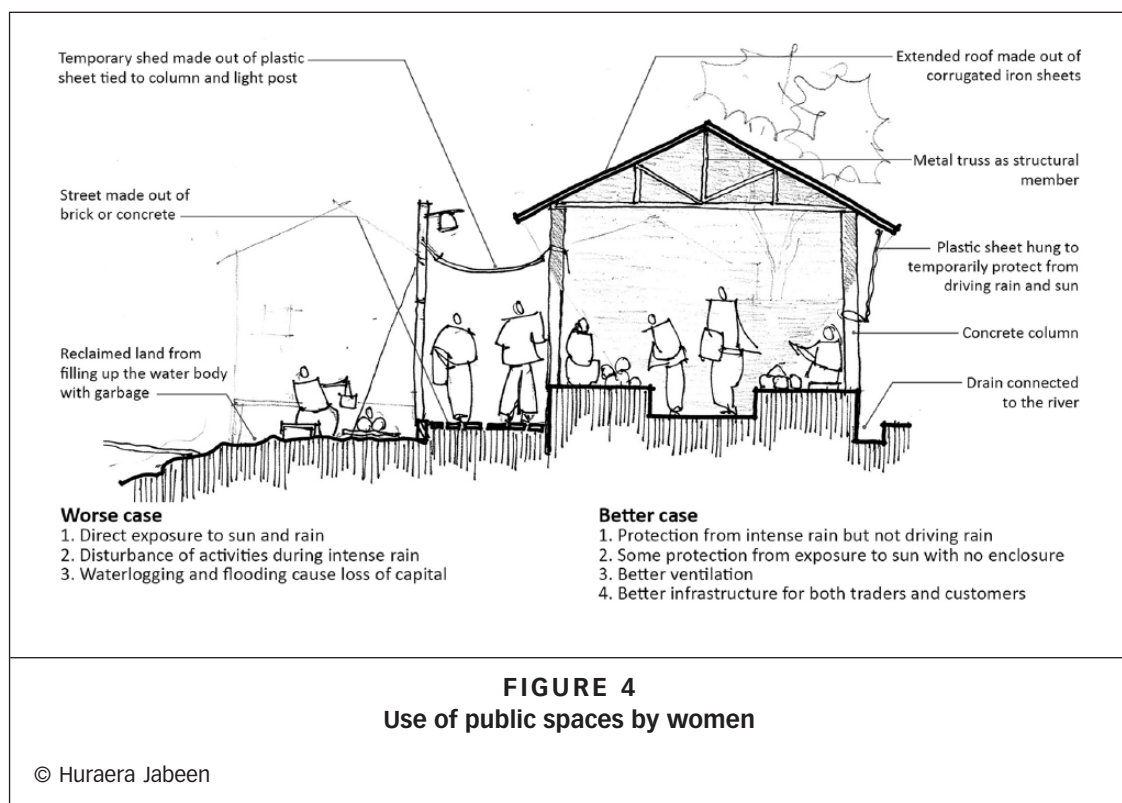 Temporary shed made out of plastic
sheet tied to column and light post
Street made out of
brick or concrete
Reclaimed land from
filling up the water body
with garbage
Extended roof made out of
corrugated iron sheets
Metal truss as structural
member
Plastic sheet hung to
temporarily protect from
driving rain and sun
Concrete column
Drain connected
to the river
Worse case
1. Direct exposure to sun and rain
2. Disturbance of activities during intense rain
3. Waterlogging and flooding cause loss of capital
Better case
1. Protection from intense rain but not driving rain
2. Some protection from exposure to sun with no enclosure
3. Better ventilation
4. Better infrastructure for both traders and customers
FIGURE 4
Use of public spaces by women
© Huraera Jabeen